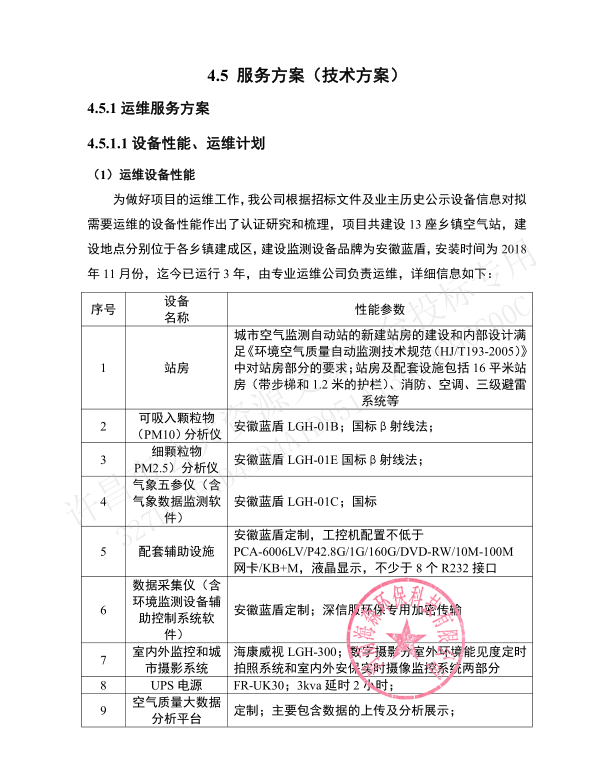 4.5 服务方案（技术方案）
4.5.1 运维服务方案
4.5.1.1 设备性能、运维计划
（1）运维设备性能
为做好项目的运维工作，我公司根据招标文件及业主历史公示设备信息对拟
需要运维的设备性能作出了认证研究和梳理，项目共建设 13 座乡镇空气站，建
设地点分别位于各乡镇建成区，建设监测设备品牌为安徽蓝盾，安装时间为 2018
年 11 月份，迄今已运行 3 年，由专业运维公司负责运维，详细信息如下：
序号
设备
名称
性能参数
1
站房
城市空气监测自动站的新建站房的建设和内部设计满
足《环境空气质量自动监测技术规范（HJ/T193-2005）》
中对站房部分的要求；站房及配套设施包括 16 平米站
房（带步梯和 1.2 米的护栏）、消防、空调、三级避雷
系统等
2
可吸入颗粒物
（PM10）分析仪
安徽蓝盾 LGH-01B；国标β射线法；
3
细颗粒物
PM2.5）分析仪
安徽蓝盾 LGH-01E 国标β射线法；
4
气象五参仪（含
气象数据监测软
件）
安徽蓝盾 LGH-01C；国标
5
配套辅助设施
安徽蓝盾定制，工控机配置不低于
PCA-6006LV/P42.8G/1G/160G/DVD-RW/10M-100M
网卡/KB+M，液晶显示，不少于 8 个 R232 接口
6
数据采集仪（含
环境监测设备辅
助控制系统软
件）
安徽蓝盾定制；深信服环保专用加密传输
7
室内外监控和城
市摄影系统
海康威视 LGH-300；数字摄影分室外环境能见度定时
拍照系统和室内外安保实时摄像监控系统两部分
8
UPS 电源
FR-UK30；3kva 延时 2 小时；
9
空气质量大数据
分析平台
定制；主要包含数据的上传及分析展示；